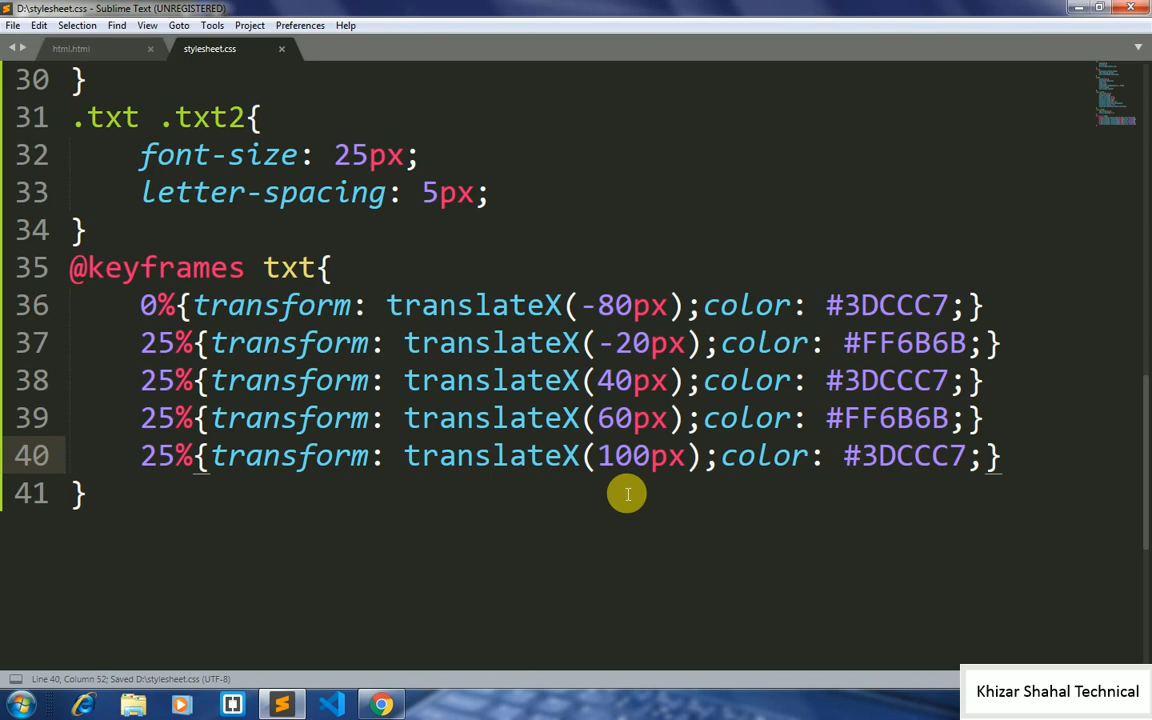 D:\stylesheet.css - Sublime Text (UNREGISTERED)
File Edit Selection View Goto Tools Project Preferences Help
html.html stylesheet.css
30 }
31 .txt .txt2{
32 font-size: 25px;
33 letter-spacing: 5px;
34 }
35 @keyframes txt{
36 0%{transform: translateX(-80px);color: #3DCCC7;}
37 25%{transform: translateX(-20px);color: #FF6B6B;}
38 25%{transform: translateX(40px);color: #3DCCC7;}
39 25%{transform: translateX(60px);color: #FF6B6B;}
40 25%{transform: translateX(100px);color: #3DCCC7;}
41 }
Line 40, Column 52; Saved D:\stylesheet.css (UTF-8)
Khizar Shahal Technical